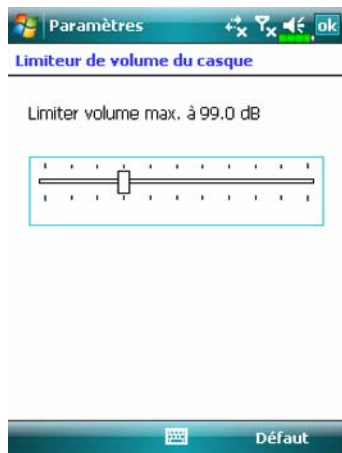 Paramètres ok
Limiteur de volume du casque
Limiter volume max. à 99.0 dB
Défaut